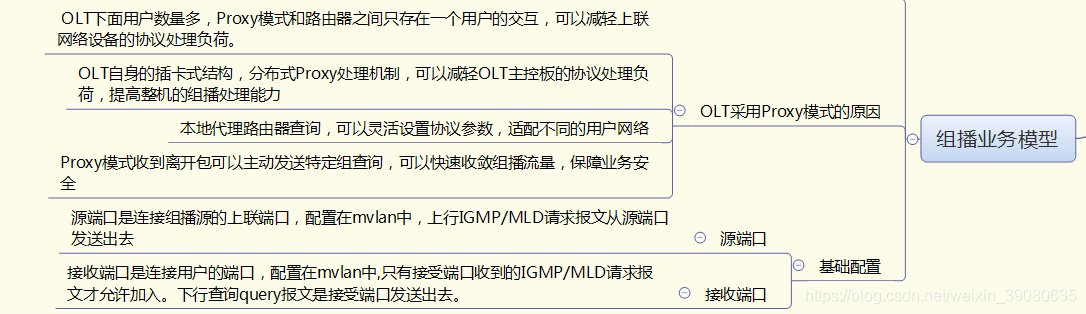 OLT下面用户数量多，Proxy模式和路由器之间只存在一个用户的交互，可以减轻上联
网络设备的协议处理负荷。
OLT自身的插卡式结构，分布式Proxy处理机制，可以减轻OLT主控板的协议处理负
荷，提高整机的组播处理能力
本地代理路由器查询，可以灵活设置协议参数，适配不同的用户网络
Proxy模式收到离开包可以主动发送特定组查询，可以快速收敛组播流量，保障业务安
全
OLT采用Proxy模式的原因
组播业务模型
源端口是连接组播源的上联端口，配置在mvlan中，上行IGMP/MLD请求报文从源端口
发送出去
源端口
基础配置
接收端口是连接用户的端口，配置在mvlan中,只有接受端口收到的IGMP/MLD请求报
文才允许加入。下行查询query报文是接受端口发送出去。
接收端口
https://blog.csdn.net/weixin_39080635